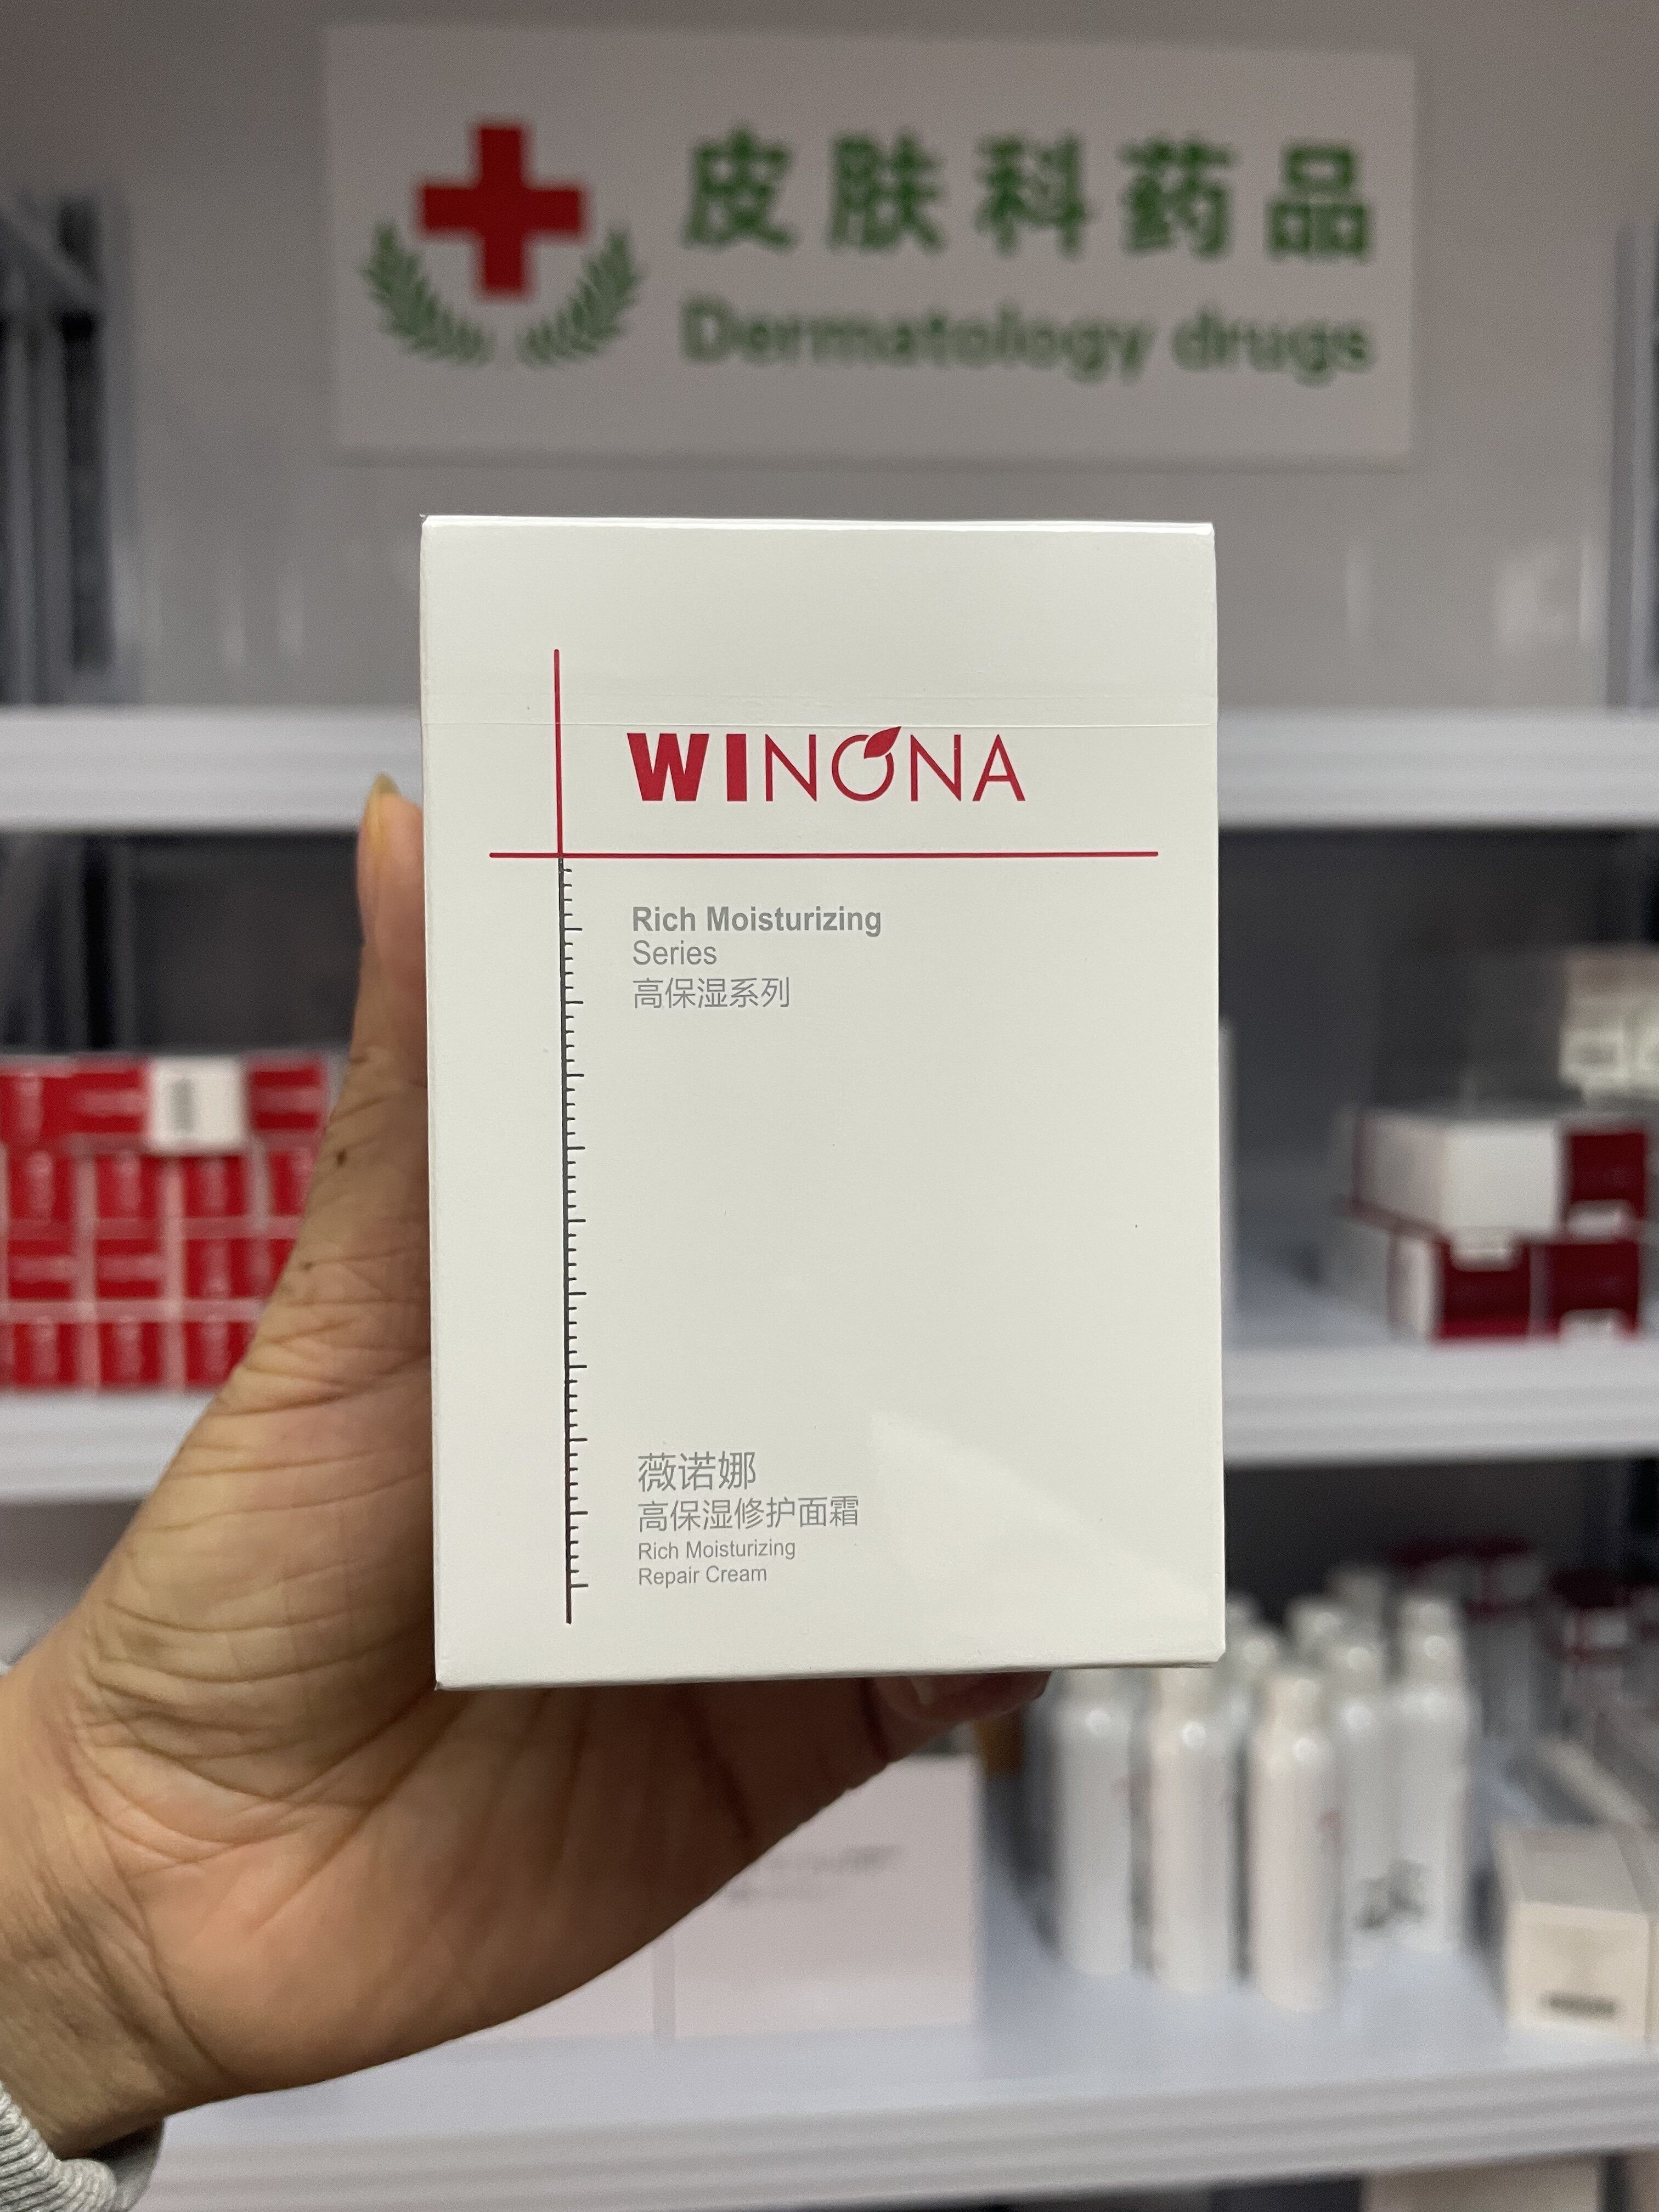 皮肤科药品
Dermatology drugs
WINONA
Rich Moisturizing
Series
高保湿系列
薇诺娜
高保湿修护面霜
Rich Moisturizing
Repair Cream